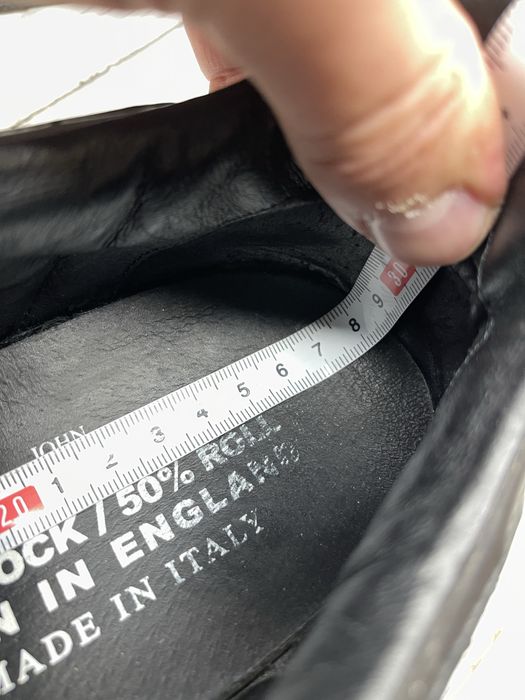 20 1 2 3 4 5 6 7 8 9 30
JOHN
OCK / 50% ROLL
N IN ENGLAND
MADE IN ITALY